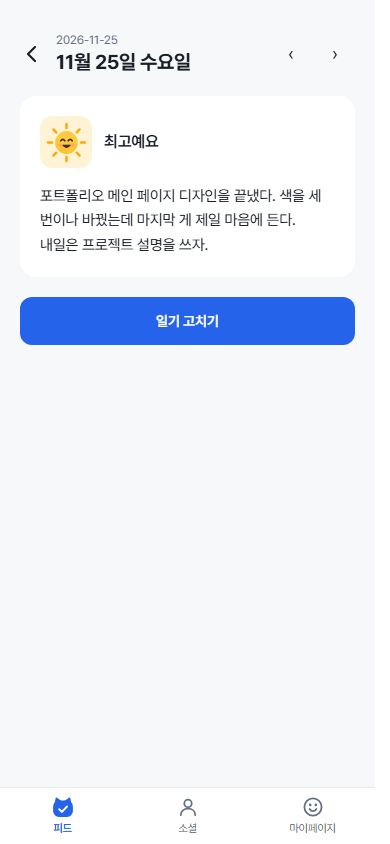 2026-11-25
11월 25일 수요일
최고예요
포트폴리오 메인 페이지 디자인을 끝냈다. 색을 세
번이나 바꿨는데 마지막 게 제일 마음에 든다.
내일은 프로젝트 설명을 쓰자.
일기 고치기
피드
소셜
마이페이지